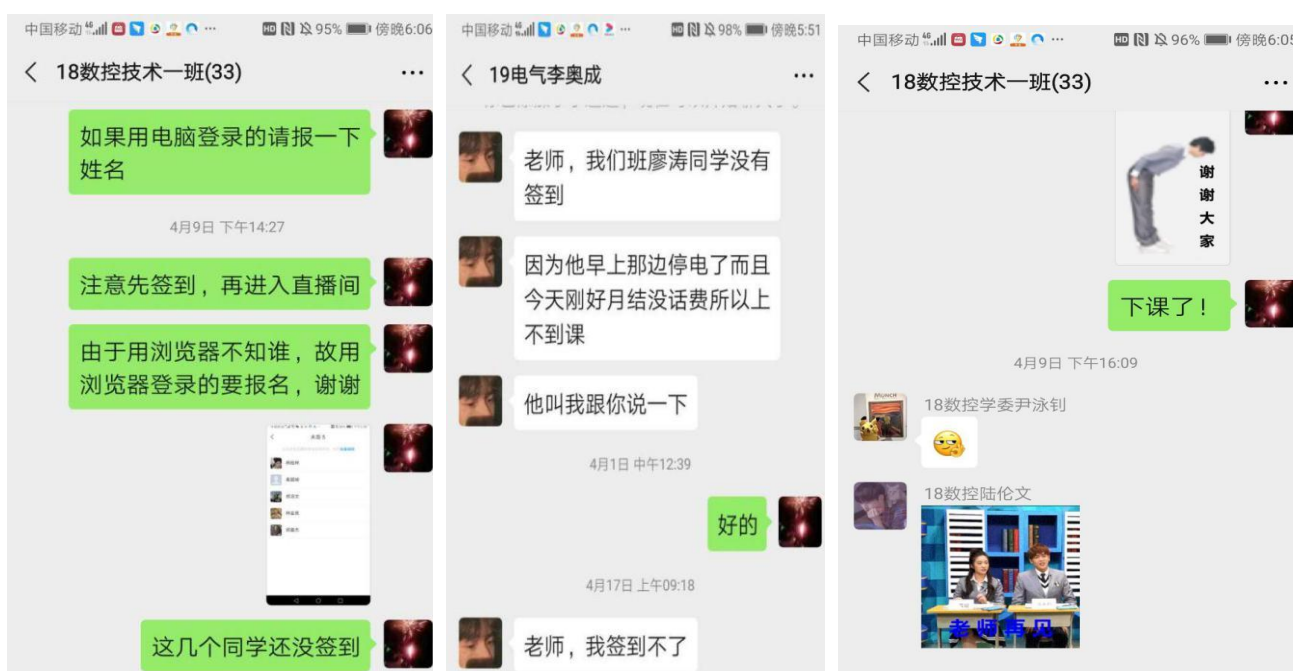 中国移动 95% 傍晚6:06
18数控技术一班(33)
如果用电脑登录的请报一下
姓名
4月9日 下午14:27
注意先签到，再进入直播间
由于用浏览器不知谁，故用
浏览器登录的要报名，谢谢
这几个同学还没签到
中国移动 98% 傍晚5:51
19电气李奥成
老师，我们班廖涛同学没有
签到
因为他早上那边停电了而且
今天刚好月结没话费所以上
不到课
他叫我跟你说一下
4月1日 中午12:39
好的
4月17日 上午09:18
老师，我签到不了
中国移动 96% 傍晚6:05
18数控技术一班(33)
谢
谢
大
家
下课了！
4月9日 下午16:09
18数控学委尹泳钊
18数控陆伦文
老师再见